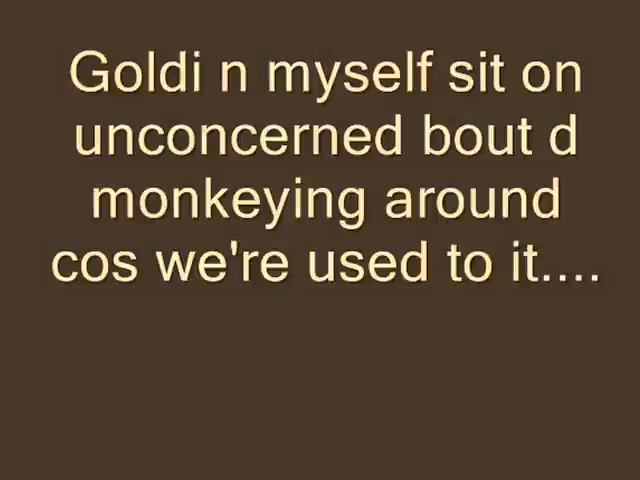 Goldi n myself sit on
unconcerned bout d
monkeying around
cos we're used to it....